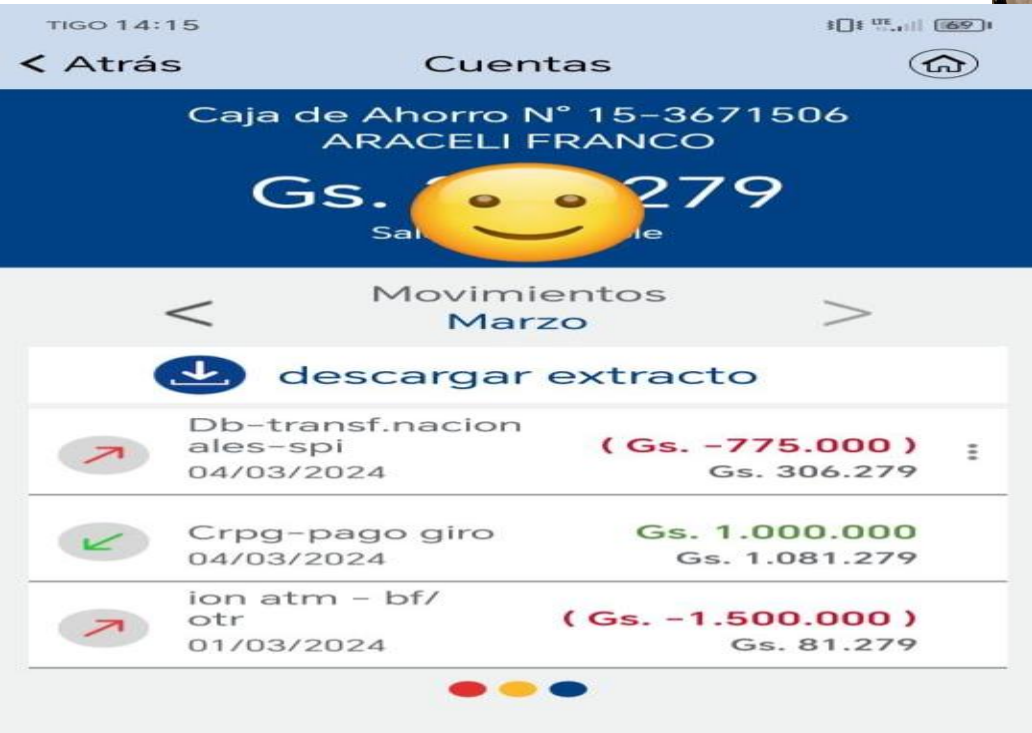 TIGO 14:15
LTE 69
< Atrás Cuentas
Caja de Ahorro N° 15-3671506
ARACELI FRANCO
Gs. 279
Movimientos
< Marzo >
descargar extracto
Db-transf.nacion
ales-spi ( Gs. -775.000 )
04/03/2024 Gs. 306.279
Crpg-pago giro Gs. 1.000.000
04/03/2024 Gs. 1.081.279
ion atm - bf/
otr ( Gs. -1.500.000 )
01/03/2024 Gs. 81.279